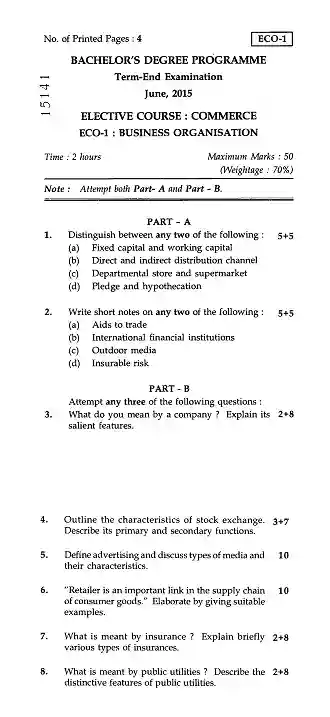 No. of Printed Pages : 4 ECO-1
BACHELOR'S DEGREE PROGRAMME
Term-End Examination
June, 2015
15141
ELECTIVE COURSE : COMMERCE
ECO-1 : BUSINESS ORGANISATION
Time : 2 hours Maximum Marks : 50
(Weightage : 70%)
Note : Attempt both Part- A and Part - B.
PART - A
1. Distinguish between any two of the following : 5+5
(a) Fixed capital and working capital
(b) Direct and indirect distribution channel
(c) Departmental store and supermarket
(d) Pledge and hypothecation
2. Write short notes on any two of the following : 5+5
(a) Aids to trade
(b) International financial institutions
(c) Outdoor media
(d) Insurable risk
PART - B
Attempt any three of the following questions :
3. What do you mean by a company ? Explain its 2+8
salient features.
4. Outline the characteristics of stock exchange. 3+7
Describe its primary and secondary functions.
5. Define advertising and discuss types of media and 10
their characteristics.
6. "Retailer is an important link in the supply chain 10
of consumer goods." Elaborate by giving suitable
examples.
7. What is meant by insurance ? Explain briefly 2+8
various types of insurances.
8. What is meant by public utilities ? Describe the 2+8
distinctive features of public utilities.